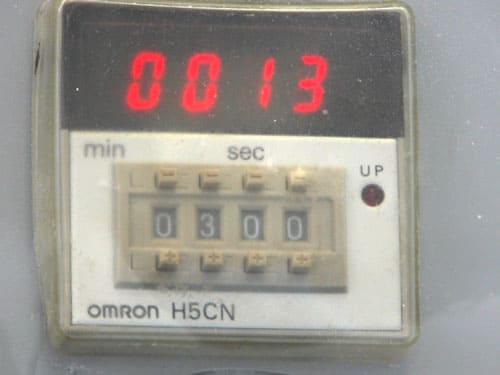 0013
min sec
UP
- - - -
0300
+ + + +
omron H5CN